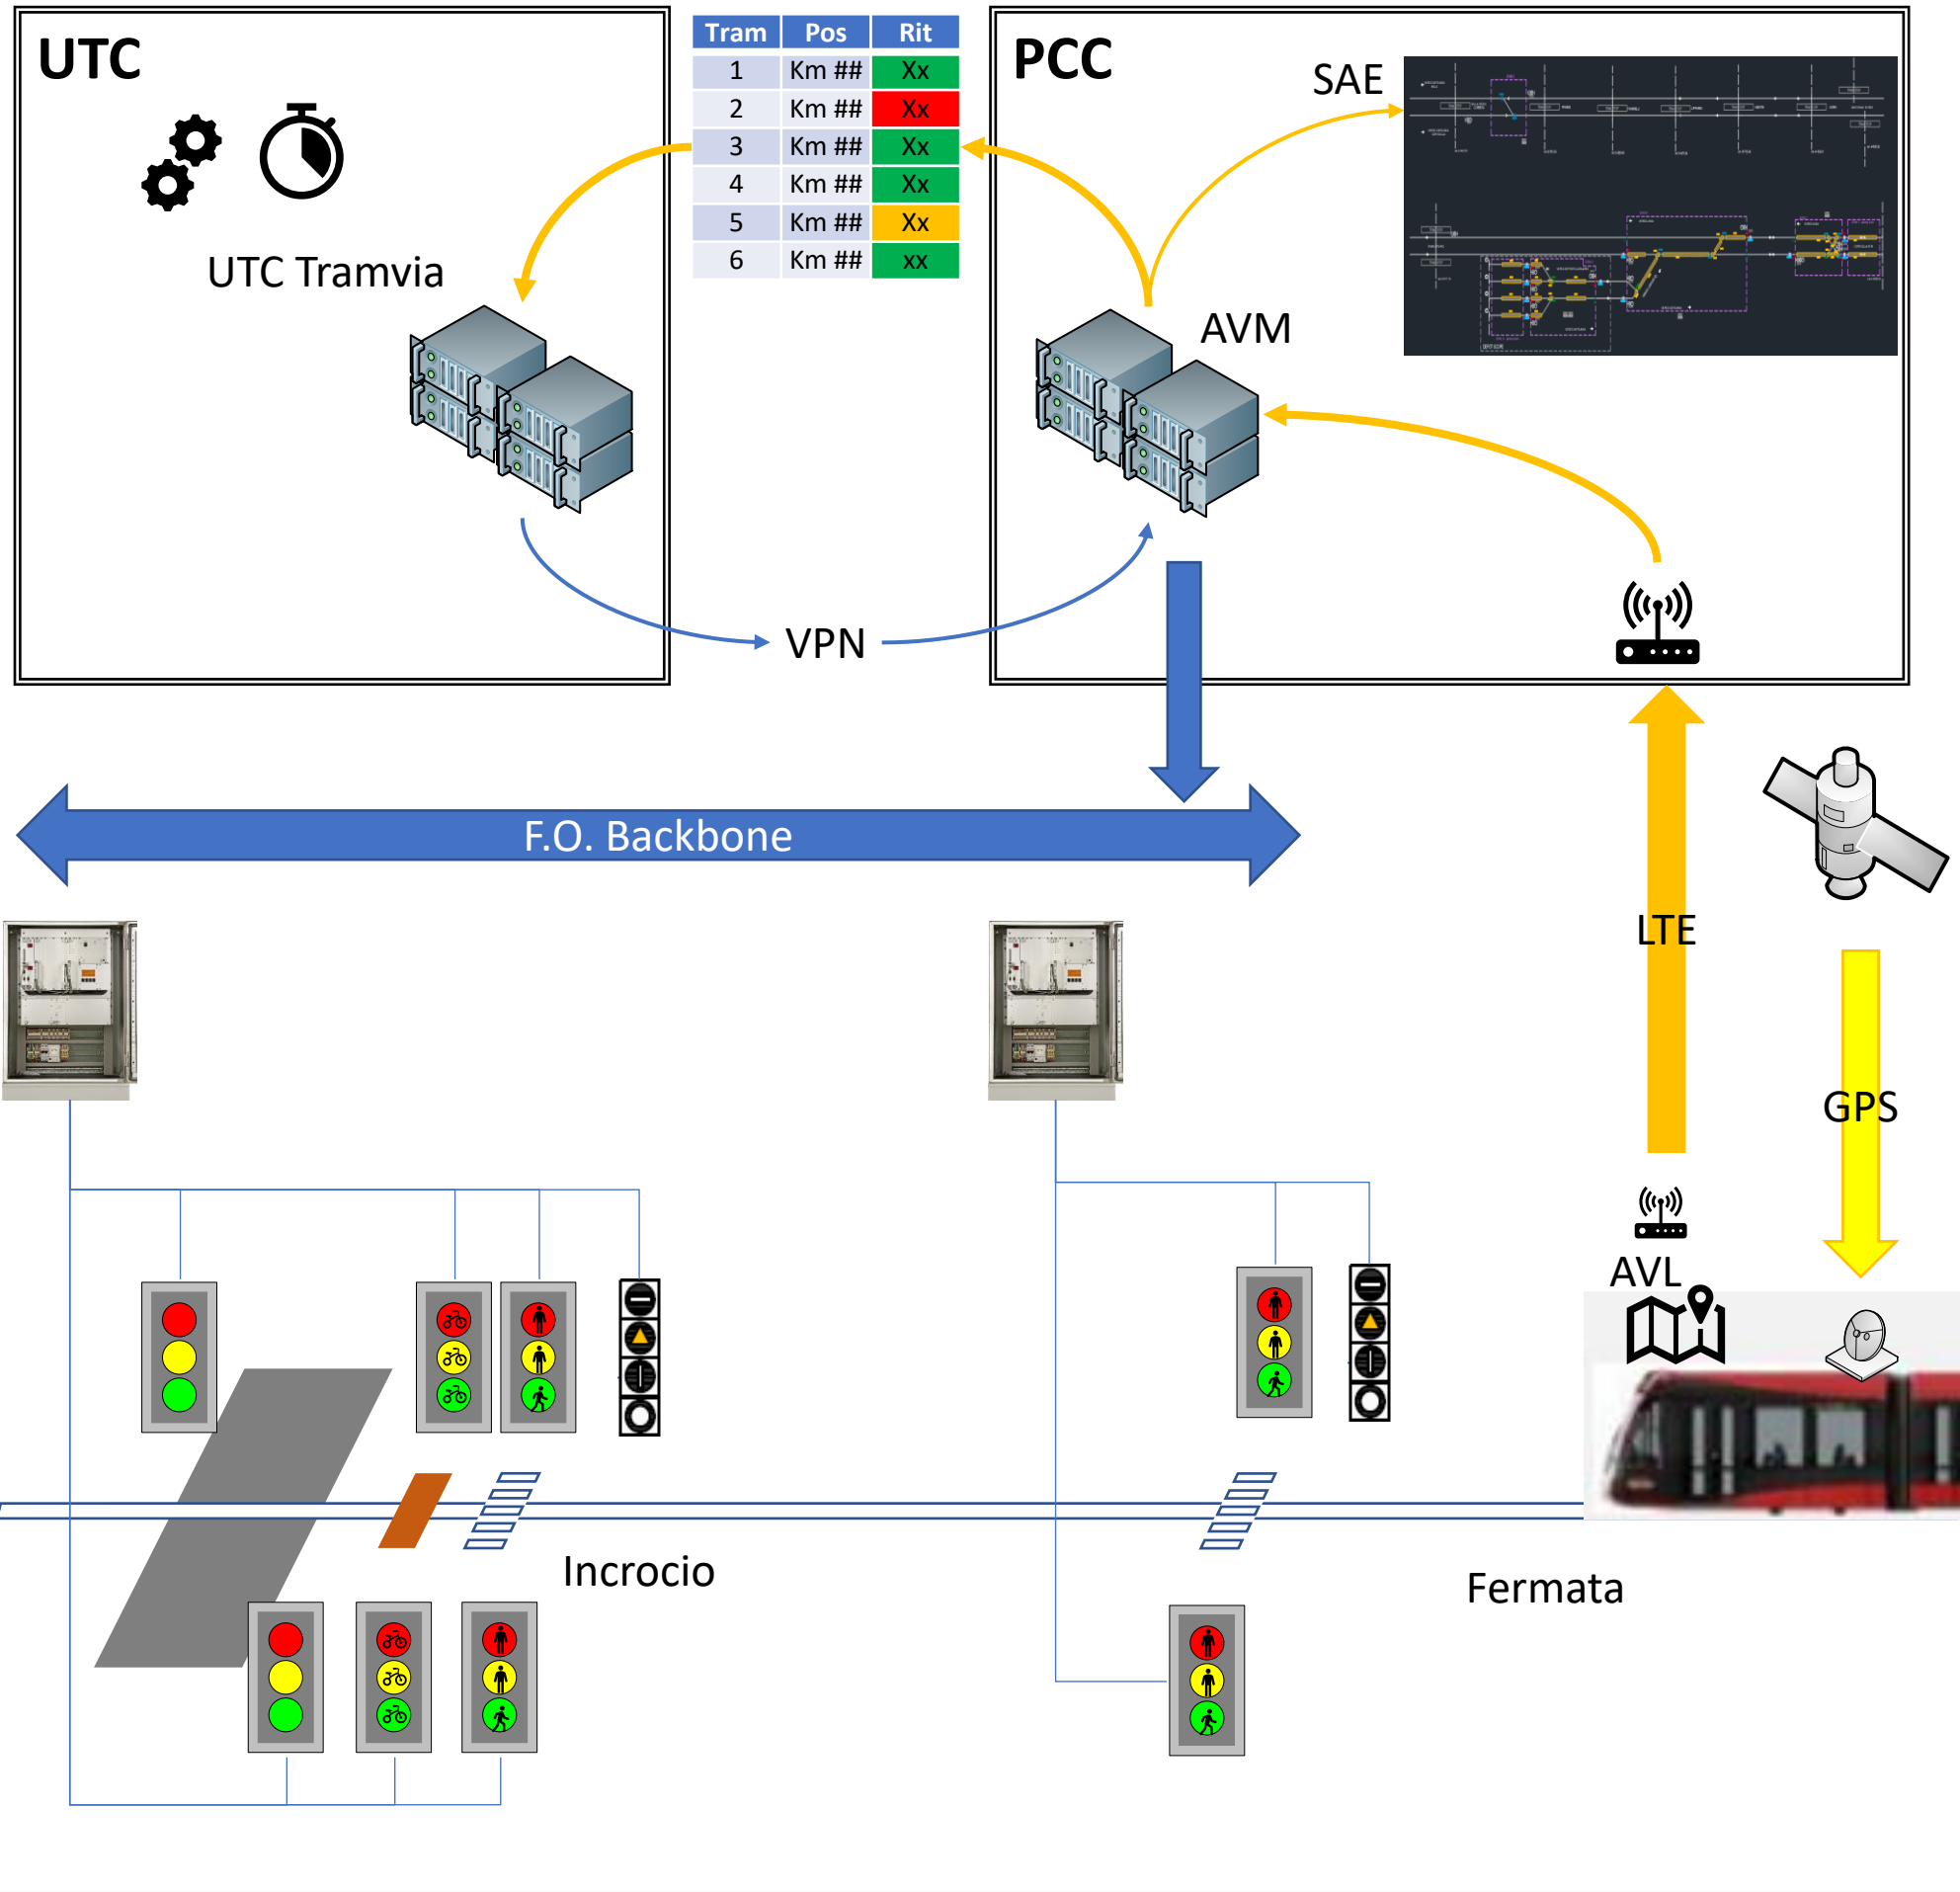 UTC
UTC Tramvia
Tram Pos Rit
1 Km ## Xx
2 Km ## Xx
3 Km ## Xx
4 Km ## Xx
5 Km ## Xx
6 Km ## xx
PCC
SAE
AVM
VPN
F.O. Backbone
LTE
GPS
AVL
Incrocio
Fermata